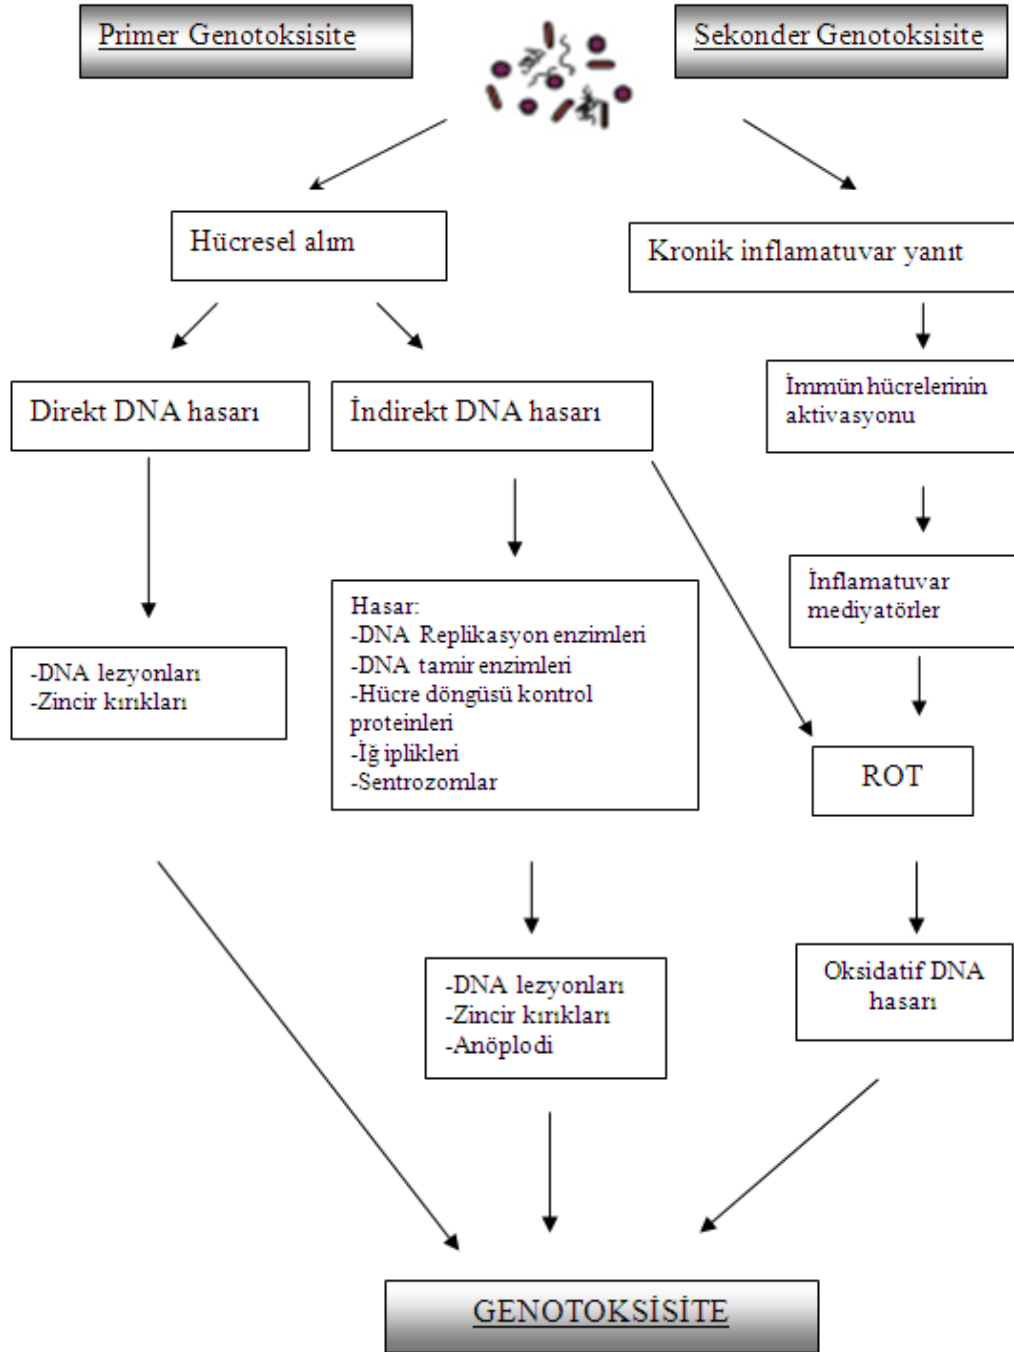 Primer Genotoksisite
Sekonder Genotoksisite
Hücresel alım
Kronik inflamatuvar yanıt
Direkt DNA hasarı
İndirekt DNA hasarı
İmmün hücrelerinin
aktivasyonu
İnflamatuvar
mediyatörler
Hasar:
-DNA Replikasyon enzimleri
-DNA tamir enzimleri
-Hücre döngüsü kontrol
proteinleri
-İğ iplikleri
-Sentrozomlar
-DNA lezyonları
-Zincir kırıkları
ROT
-DNA lezyonları
-Zincir kırıkları
-Anöplodi
Oksidatif DNA
hasarı
GENOTOKSİSİTE